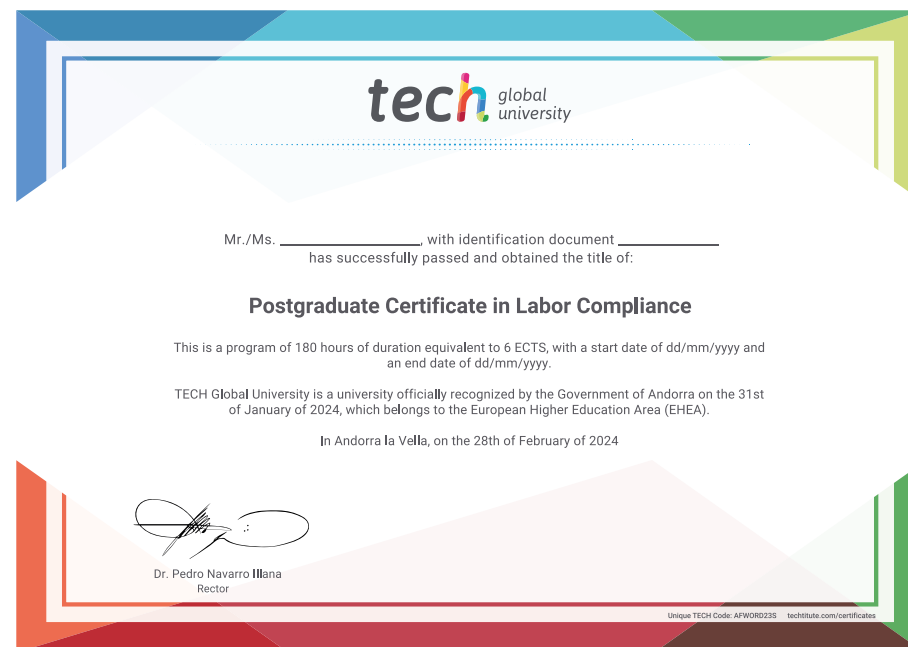 tech global
university
Mr./Ms. ____________________, with identification document ______________
has successfully passed and obtained the title of:
Postgraduate Certificate in Labor Compliance
This is a program of 180 hours of duration equivalent to 6 ECTS, with a start date of dd/mm/yyyy and
an end date of dd/mm/yyyy.
TECH Global University is a university officially recognized by the Government of Andorra on the 31st
of January of 2024, which belongs to the European Higher Education Area (EHEA).
In Andorra la Vella, on the 28th of February of 2024
Dr. Pedro Navarro Illana
Rector
Unique TECH Code: AFWORD23S techtitute.com/certificates